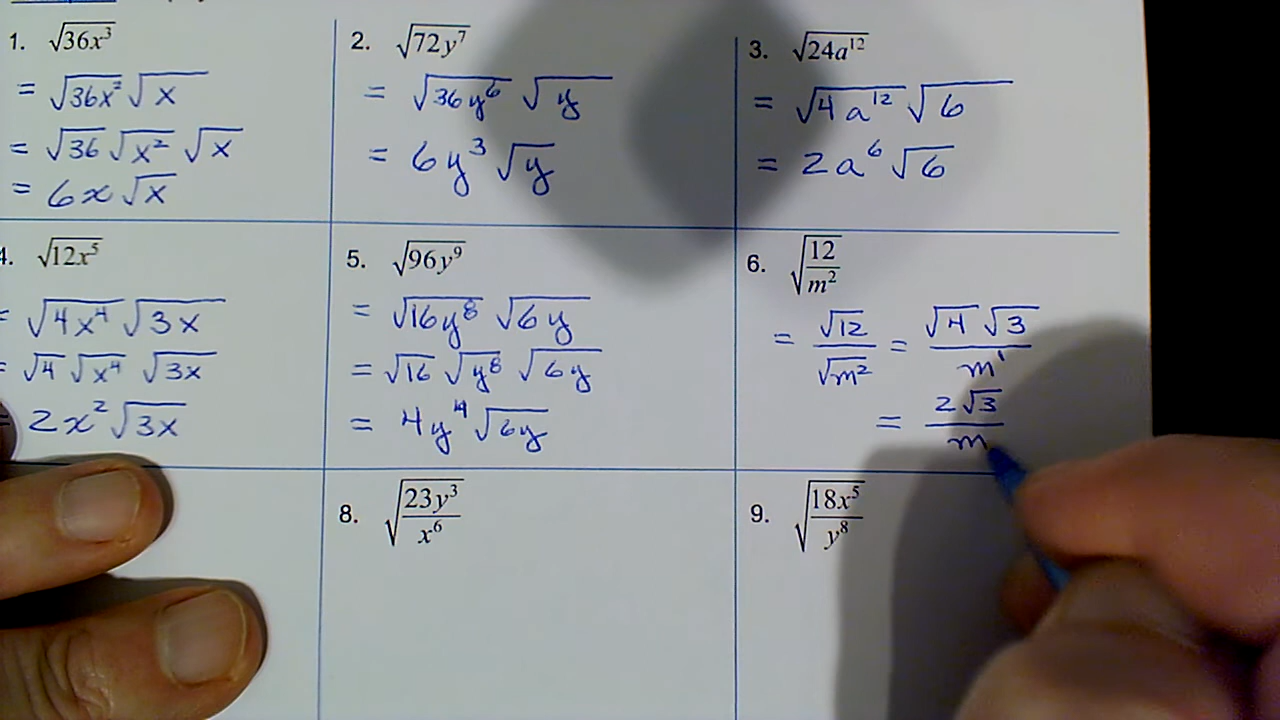 1. √36x³
= √36x² √x
= √36 √x² √x
= 6x√x
2. √72y⁷
= √36y⁶ √y
= 6y³√y
3. √24a¹²
= √4a¹² √6
= 2a⁶√6
4. √12x⁵
= √4x⁴ √3x
= √4 √x⁴ √3x
= 2x²√3x
5. √96y⁹
= √16y⁸ √6y
= √16 √y⁸ √6y
= 4y⁴√6y
6. √(12/m²)
= √12/√m² = √4 √3/m¹
= 2√3/m
8. √(23y³/x⁶)
9. √(18x⁵/y⁸)